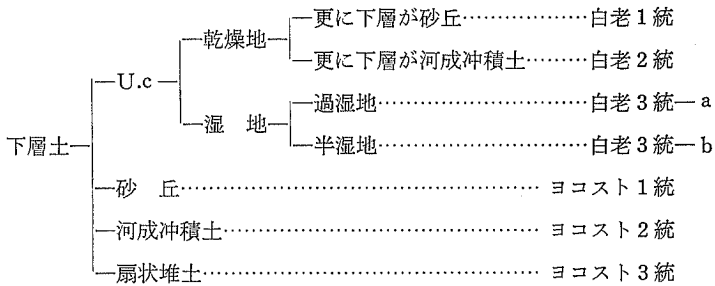 更に下層が砂丘………………白老1統
乾燥地
更に下層が河成冲積土………白老2統
U.c
過湿地…………………………白老3統―a
湿　地
半湿地…………………………白老3統―b
下層土
砂　丘…………………………………… ヨコスト1統
河成冲積土……………………………… ヨコスト2統
扇状堆土………………………………… ヨコスト3統